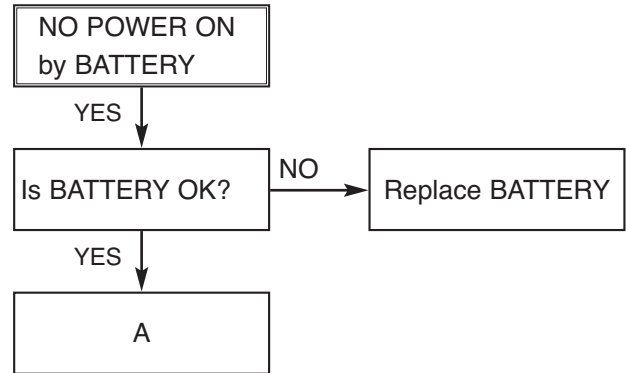 NO POWER ON
by BATTERY
YES
Is BATTERY OK?
NO
Replace BATTERY
YES
A